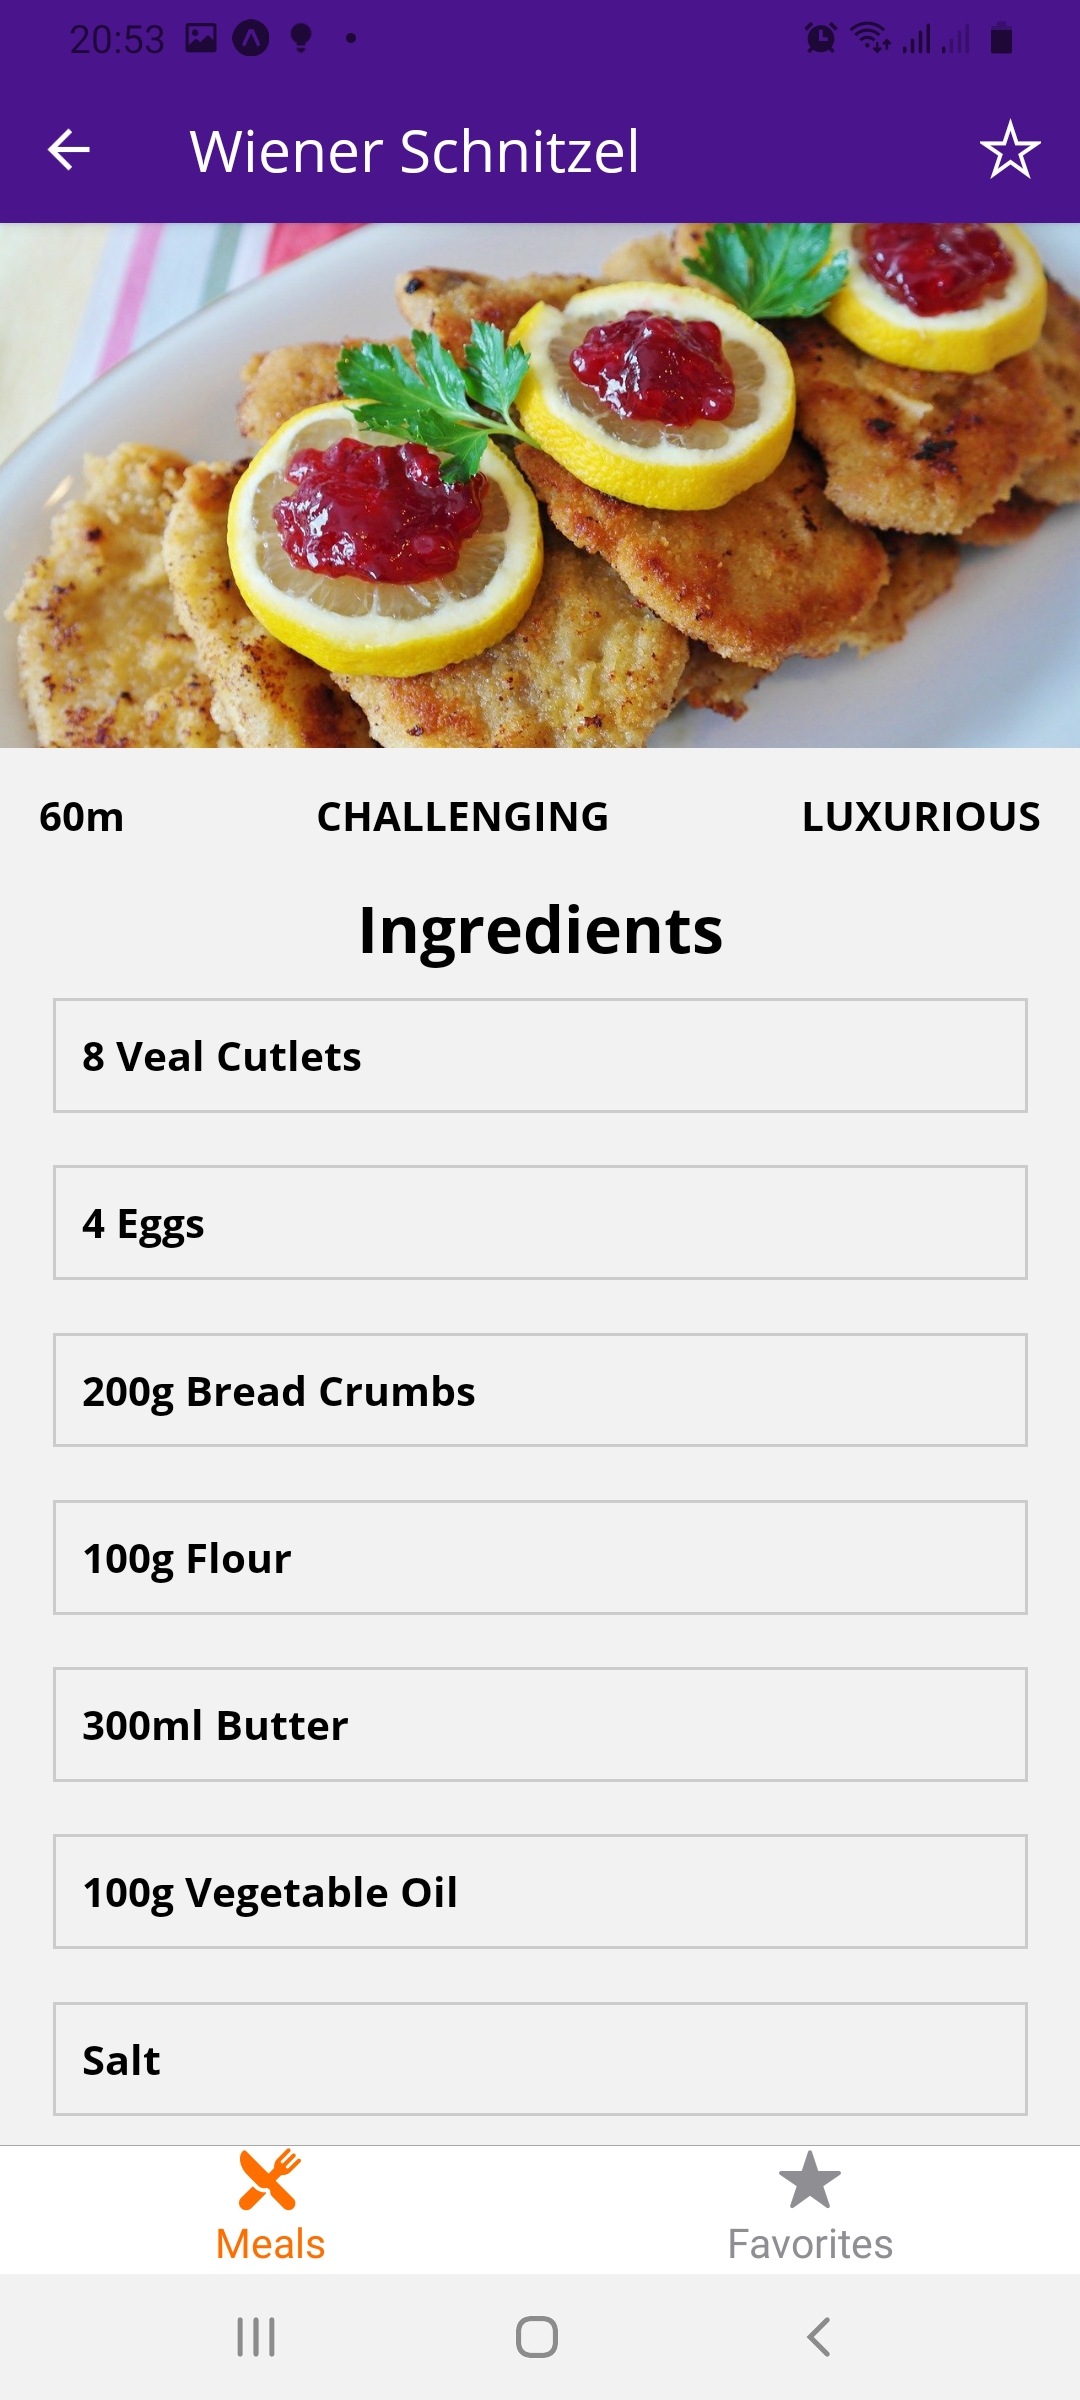 20:53
Wiener Schnitzel
60m CHALLENGING LUXURIOUS
Ingredients
8 Veal Cutlets
4 Eggs
200g Bread Crumbs
100g Flour
300ml Butter
100g Vegetable Oil
Salt
Meals Favorites